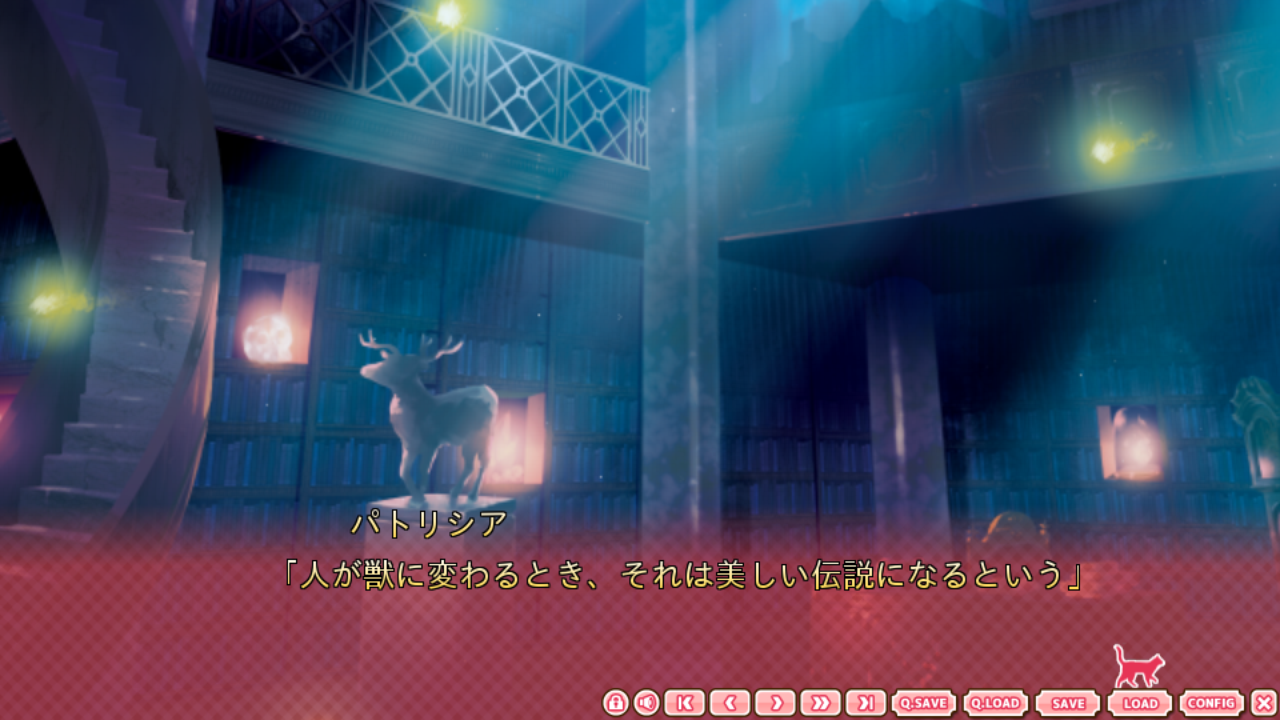 パトリシア
「人が獣に変わるとき、それは美しい伝説になるという」
Q.SAVE Q.LOAD SAVE LOAD CONFIG